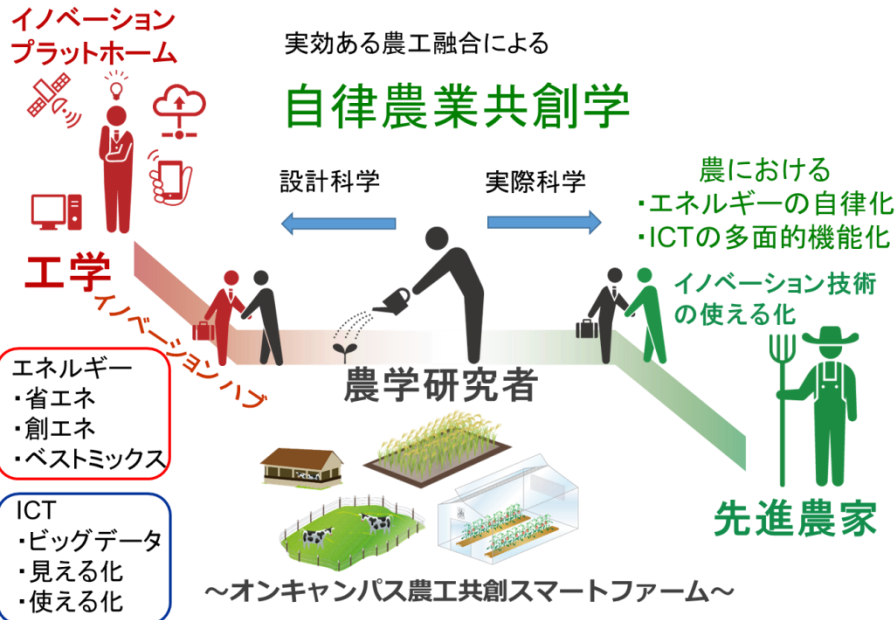 イノベーション
プラットホーム
実効ある農工融合による
自律農業共創学
設計科学
実際科学
農における
・エネルギーの自律化
・ICTの多面的機能化
工学
イノベーション ハブ
イノベーション技術
の使える化
エネルギー
・省エネ
・創エネ
・ベストミックス
農学研究者
ICT
・ビッグデータ
・見える化
・使える化
先進農家
～オンキャンパス農工共創スマートファーム～